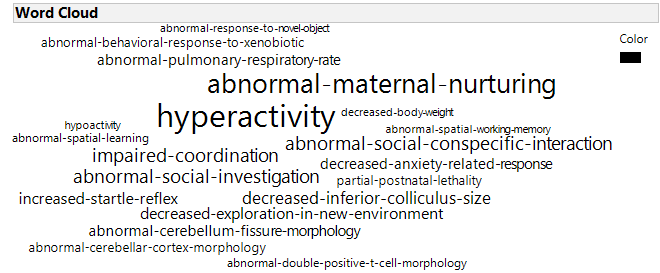 Word Cloud
abnormal-response-to-novel-object
Color
abnormal-behavioral-response-to-xenobiotic
abnormal-pulmonary-respiratory-rate
abnormal-maternal-nurturing
hyperactivity
decreased-body-weight
hypoactivity
abnormal-spatial-working-memory
abnormal-spatial-learning
abnormal-social-conspecific-interaction
impaired-coordination
decreased-anxiety-related-response
abnormal-social-investigation
partial-postnatal-lethality
increased-startle-reflex
decreased-inferior-colliculus-size
decreased-exploration-in-new-environment
abnormal-cerebellum-fissure-morphology
abnormal-cerebellar-cortex-morphology
abnormal-double-positive-t-cell-morphology